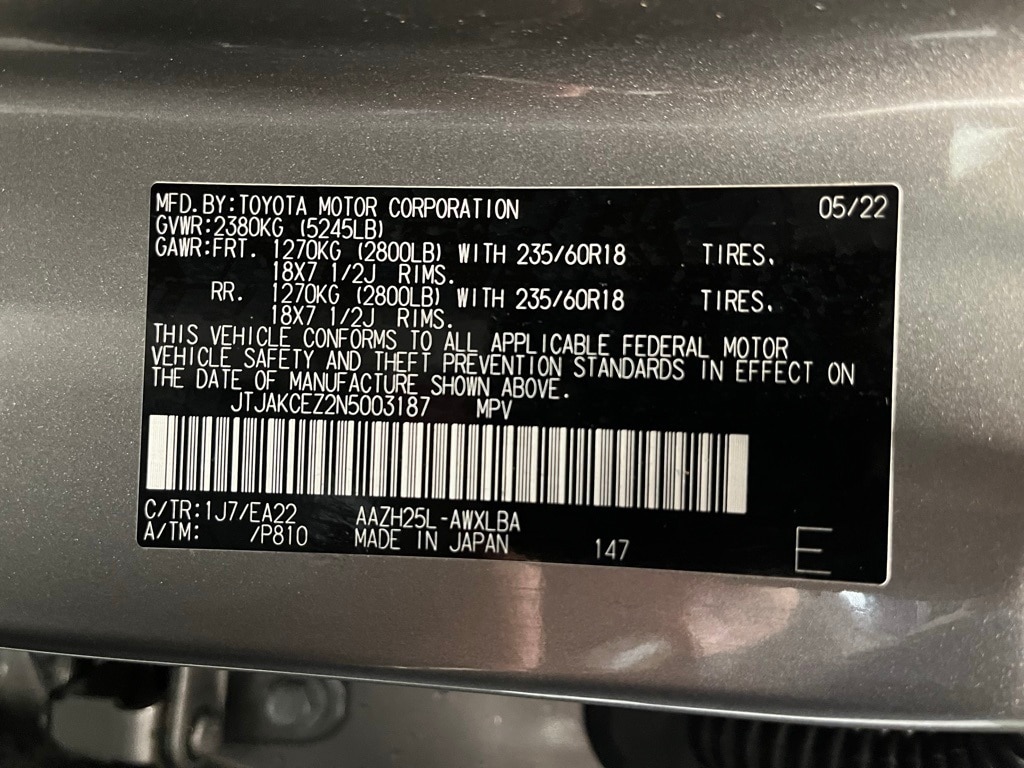 MFD.BY:TOYOTA MOTOR CORPORATION 05/22
GVWR:2380KG (5245LB)
GAWR:FRT. 1270KG (2800LB) WITH 235/60R18 TIRES.
18X7 1/2J RIMS.
RR. 1270KG (2800LB) WITH 235/60R18 TIRES.
18X7 1/2J RIMS.
THIS VEHICLE CONFORMS TO ALL APPLICABLE FEDERAL MOTOR
VEHICLE SAFETY AND THEFT PREVENTION STANDARDS IN EFFECT ON
THE DATE OF MANUFACTURE SHOWN ABOVE.
JTJAKCEZ2N5003187 MPV
C/TR:1J7/EA22 AAZH25L-AWXLBA
A/TM: /P810 MADE IN JAPAN 147 E